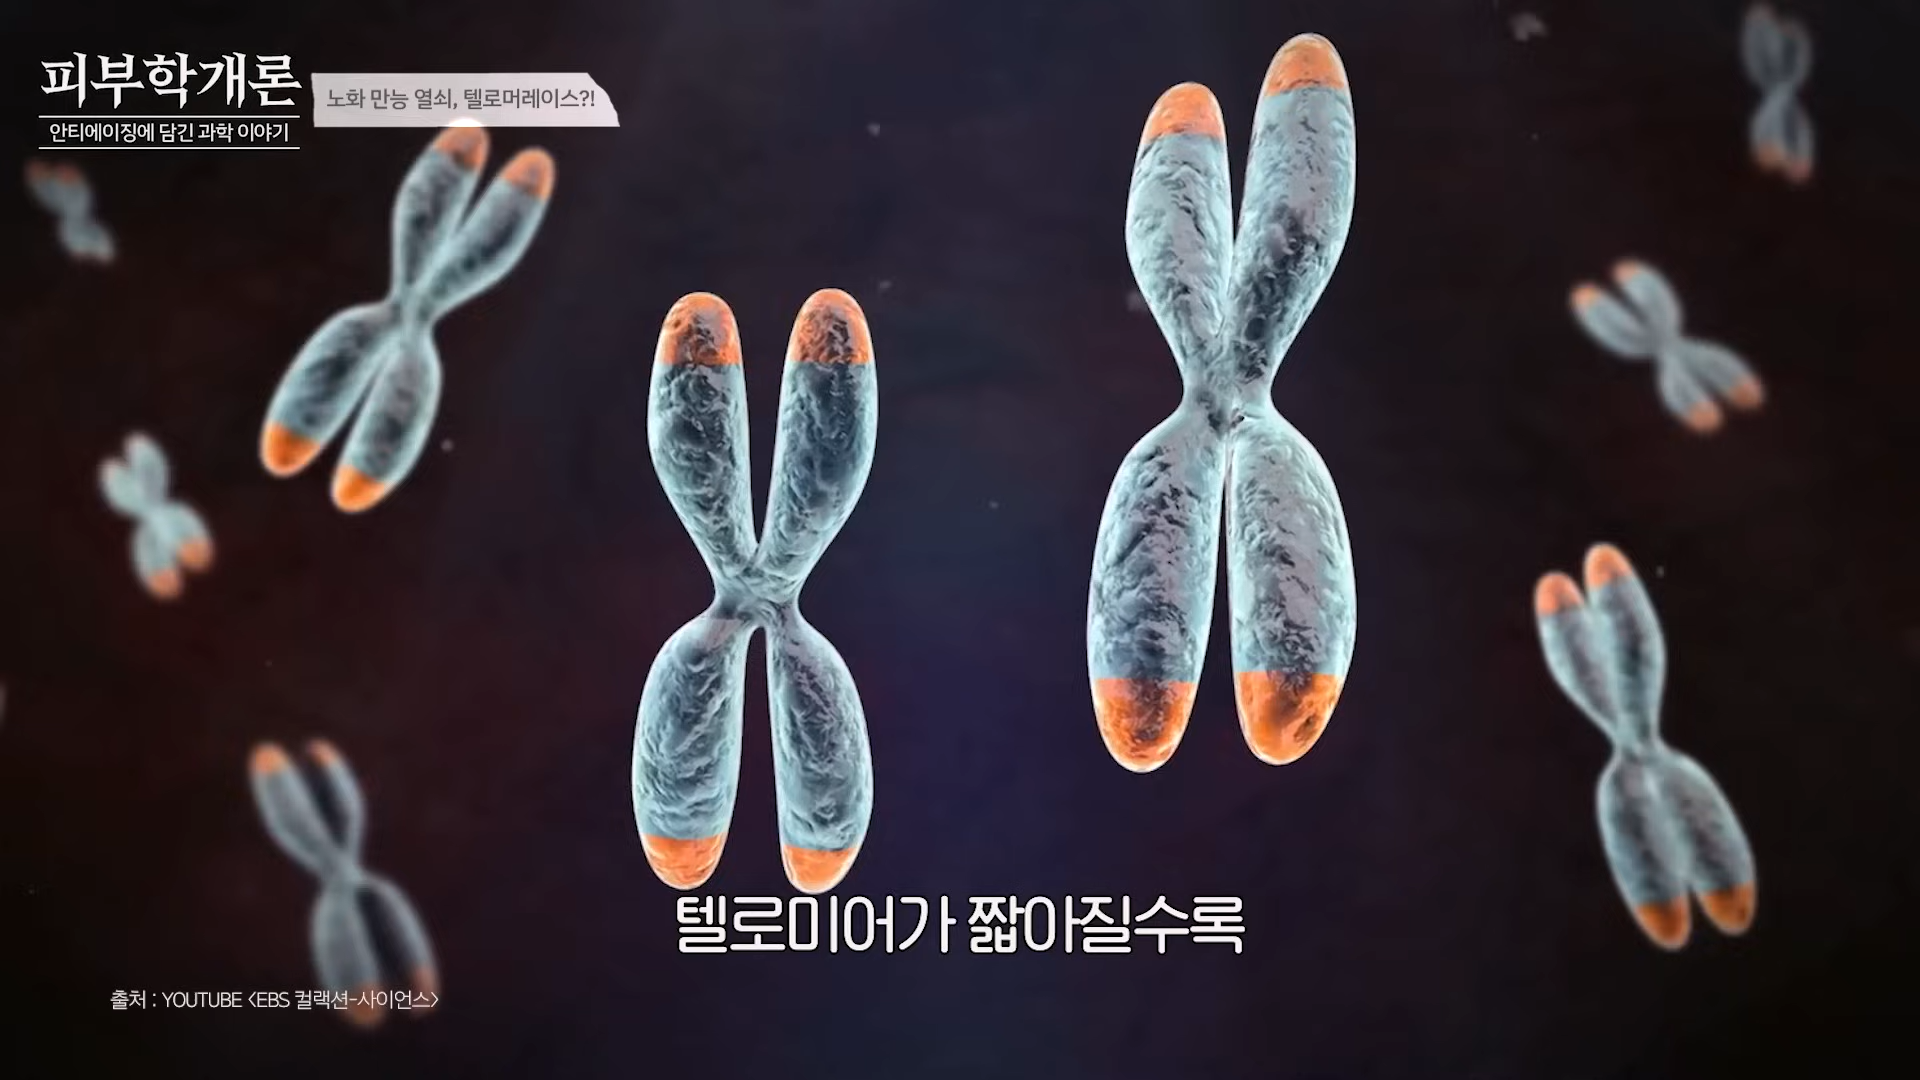 피부학개론
안티에이징에 담긴 과학 이야기
노화 만능 열쇠, 텔로머레이스?!
텔로미어가 짧아질수록
출처 : YOUTUBE <EBS 컬랙션-사이언스>